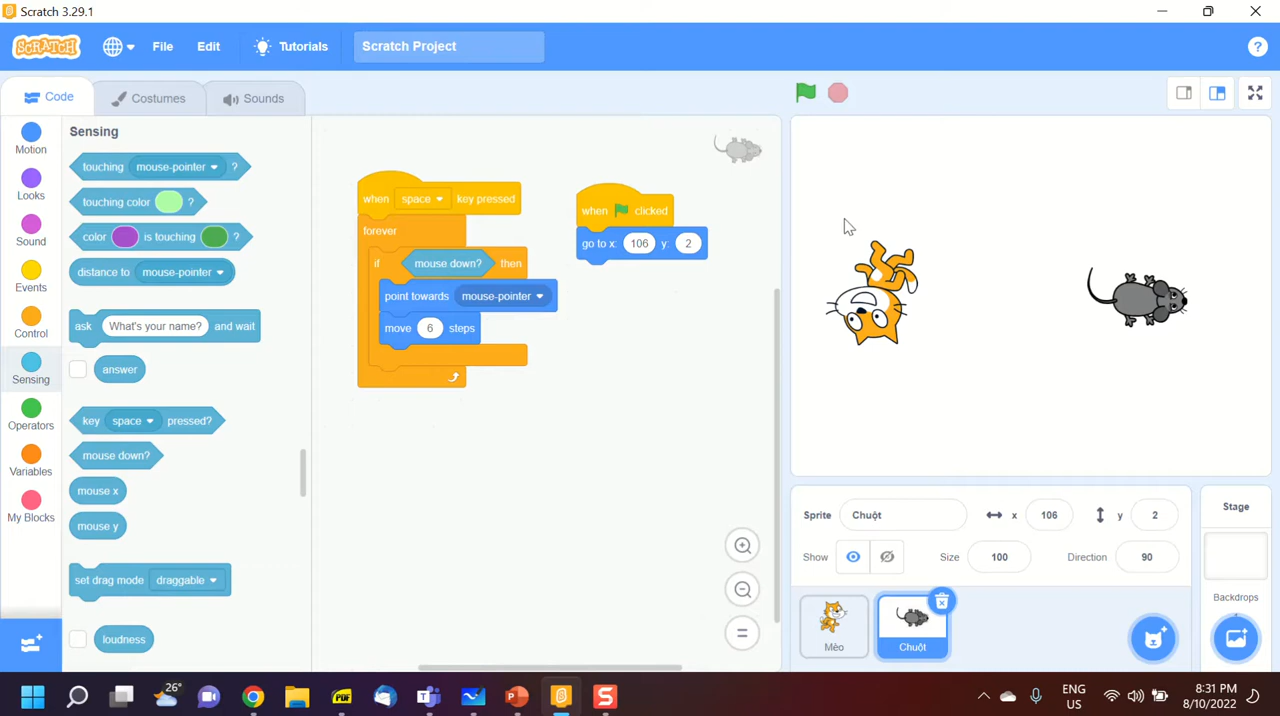 Scratch 3.29.1
SCRATCH File Edit Tutorials Scratch Project ?
Code Costumes Sounds
Motion
Looks
Sound
Events
Control
Sensing
Operators
Variables
My Blocks
Sensing
touching mouse-pointer ?
touching color ?
color is touching ?
distance to mouse-pointer
ask What's your name? and wait
answer
key space pressed?
mouse down?
mouse x
mouse y
set drag mode draggable
loudness
when space key pressed
forever
if mouse down? then
point towards mouse-pointer
move 6 steps
when clicked
go to x: 106 y: 2
Sprite Chuột x 106 y 2
Show Size 100 Direction 90
Mèo
Chuột
Stage
Backdrops
26°
PDF
ENG
US
8:31 PM
8/10/2022